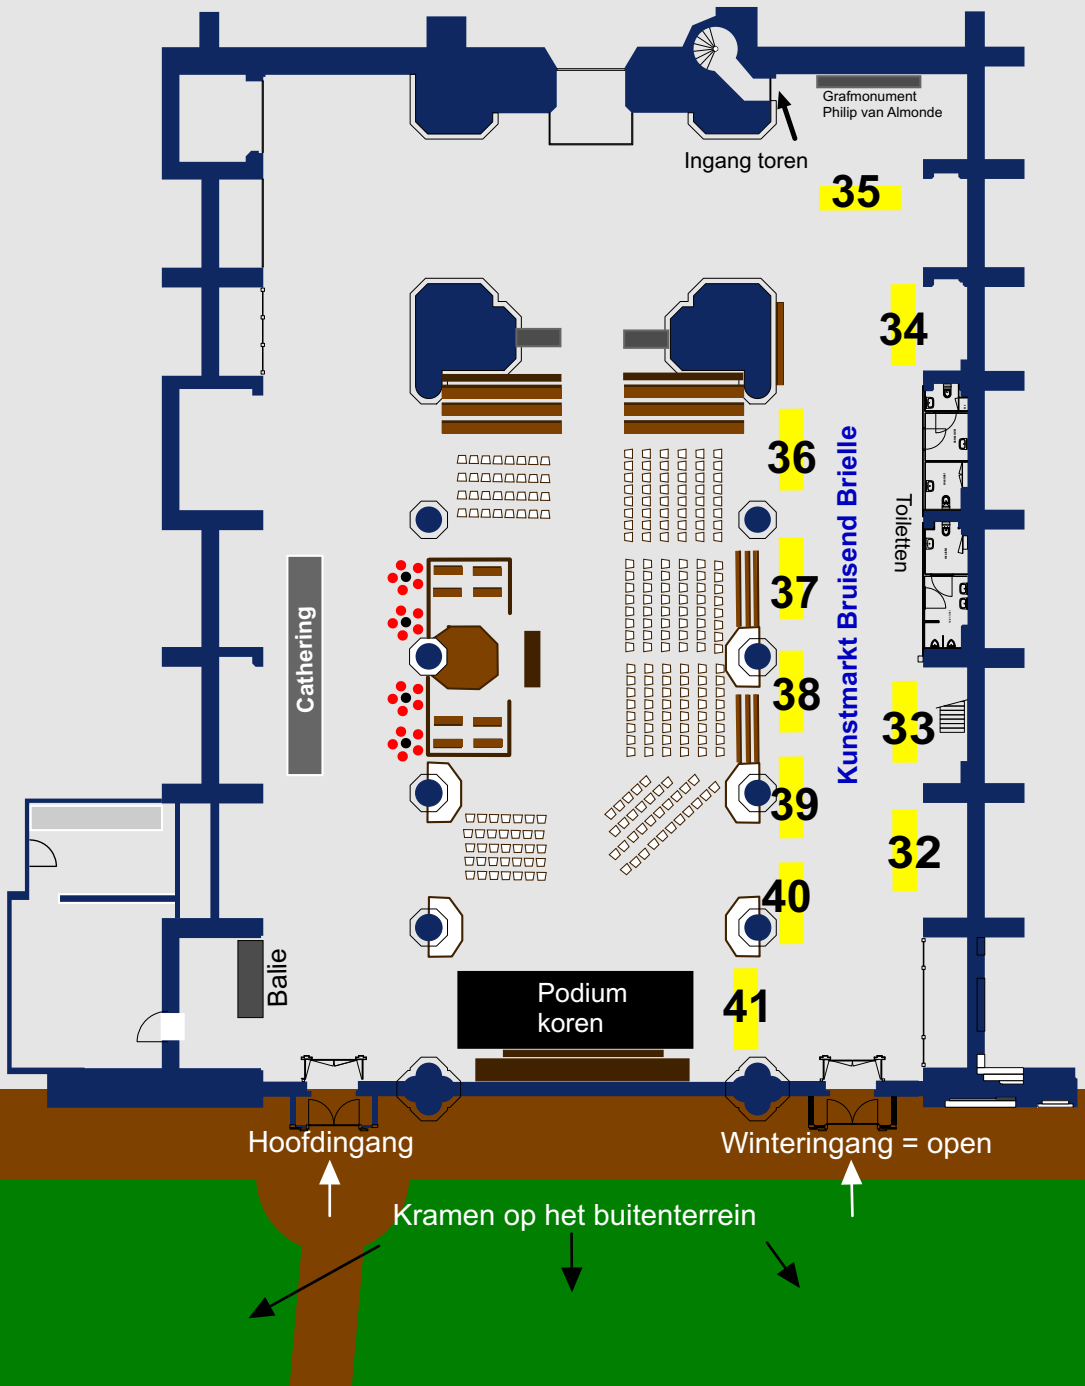 Grafmonument
Philip van Almonde
Ingang toren
35
34
36
Kunstmarkt Bruisend Brielle
Toiletten
37
Cathering
38
33
39
32
40
Balie
Podium
koren
41
Hoofdingang
Winteringang = open
Kramen op het buitenterrein